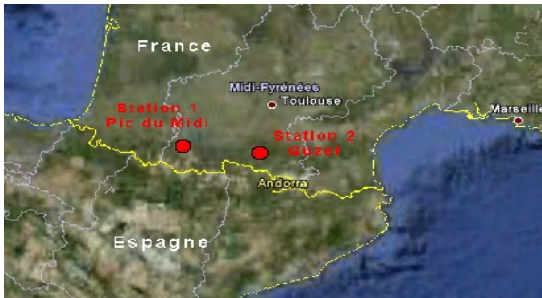 France
Midi-Pyrénées
Toulouse
Station 1
Pic du Midi
Marseille
Station 2
Guzet
Andorra
Espagne